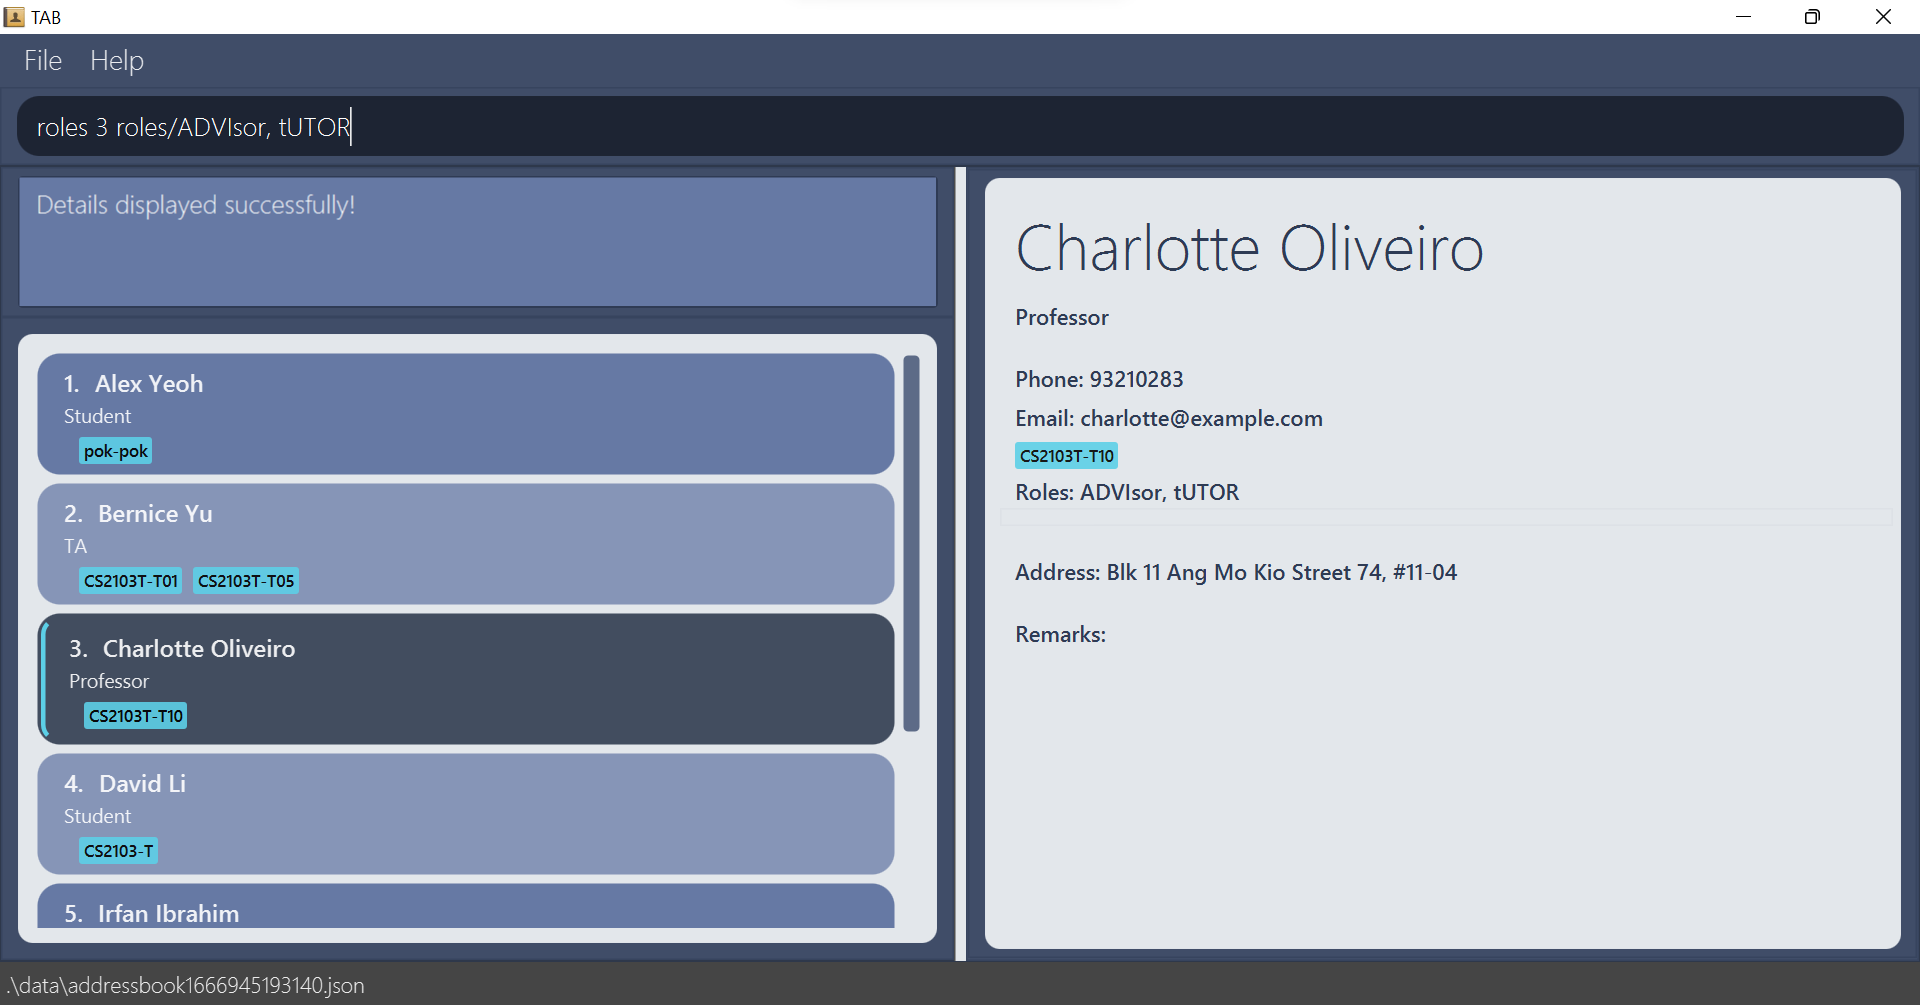 TAB
File Help
roles 3 roles/ADVIsor, tUTOR
Details displayed successfully!
1. Alex Yeoh
Student
pok-pok
2. Bernice Yu
TA
CS2103T-T01 CS2103T-T05
3. Charlotte Oliveiro
Professor
CS2103T-T10
4. David Li
Student
CS2103-T
5. Irfan Ibrahim
Charlotte Oliveiro
Professor
Phone: 93210283
Email: charlotte@example.com
CS2103T-T10
Roles: ADVIsor, tUTOR
Address: Blk 11 Ang Mo Kio Street 74, #11-04
Remarks:
.\data\addressbook1666945193140.json